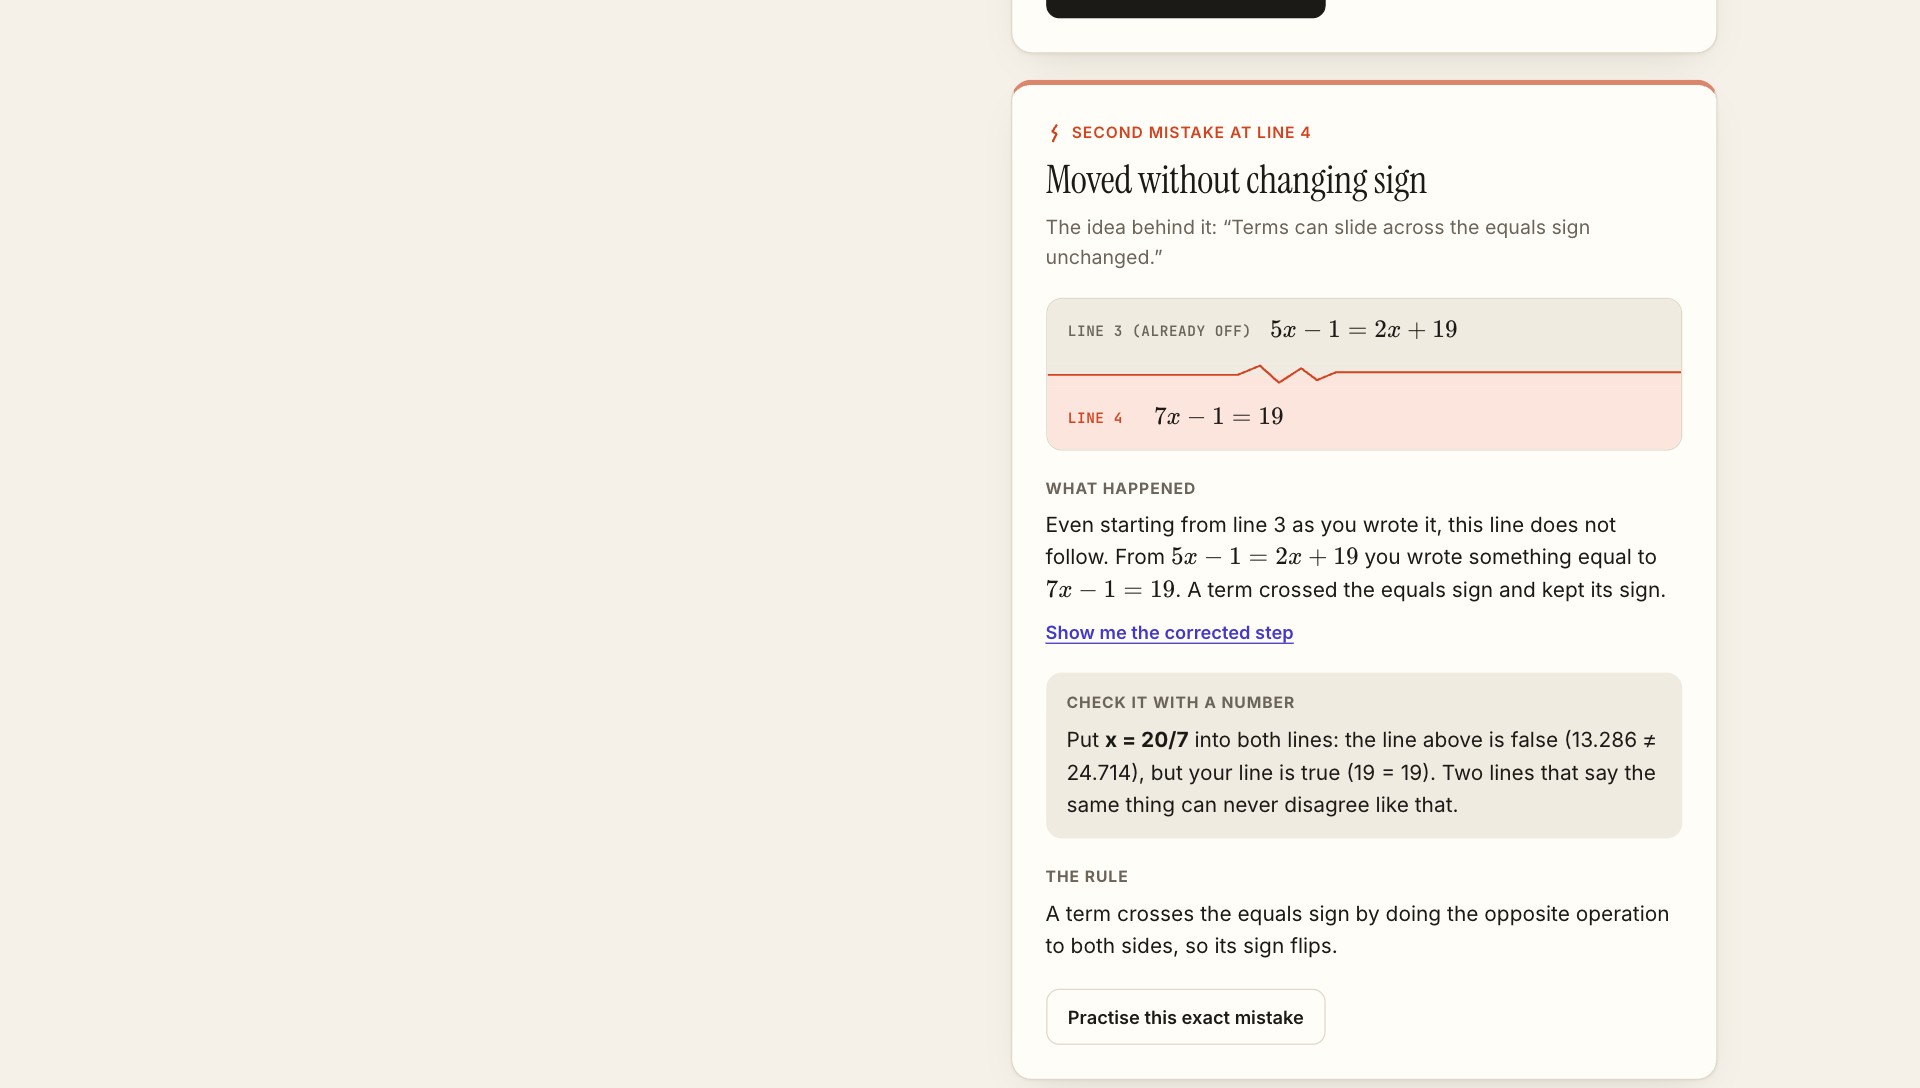 SECOND MISTAKE AT LINE 4
Moved without changing sign
The idea behind it: “Terms can slide across the equals sign
unchanged.”
LINE 3 (ALREADY OFF) 5x − 1 = 2x + 19
LINE 4 7x − 1 = 19
WHAT HAPPENED
Even starting from line 3 as you wrote it, this line does not
follow. From 5x − 1 = 2x + 19 you wrote something equal to
7x − 1 = 19. A term crossed the equals sign and kept its sign.
Show me the corrected step
CHECK IT WITH A NUMBER
Put x = 20/7 into both lines: the line above is false (13.286 ≠
24.714), but your line is true (19 = 19). Two lines that say the
same thing can never disagree like that.
THE RULE
A term crosses the equals sign by doing the opposite operation
to both sides, so its sign flips.
Practise this exact mistake